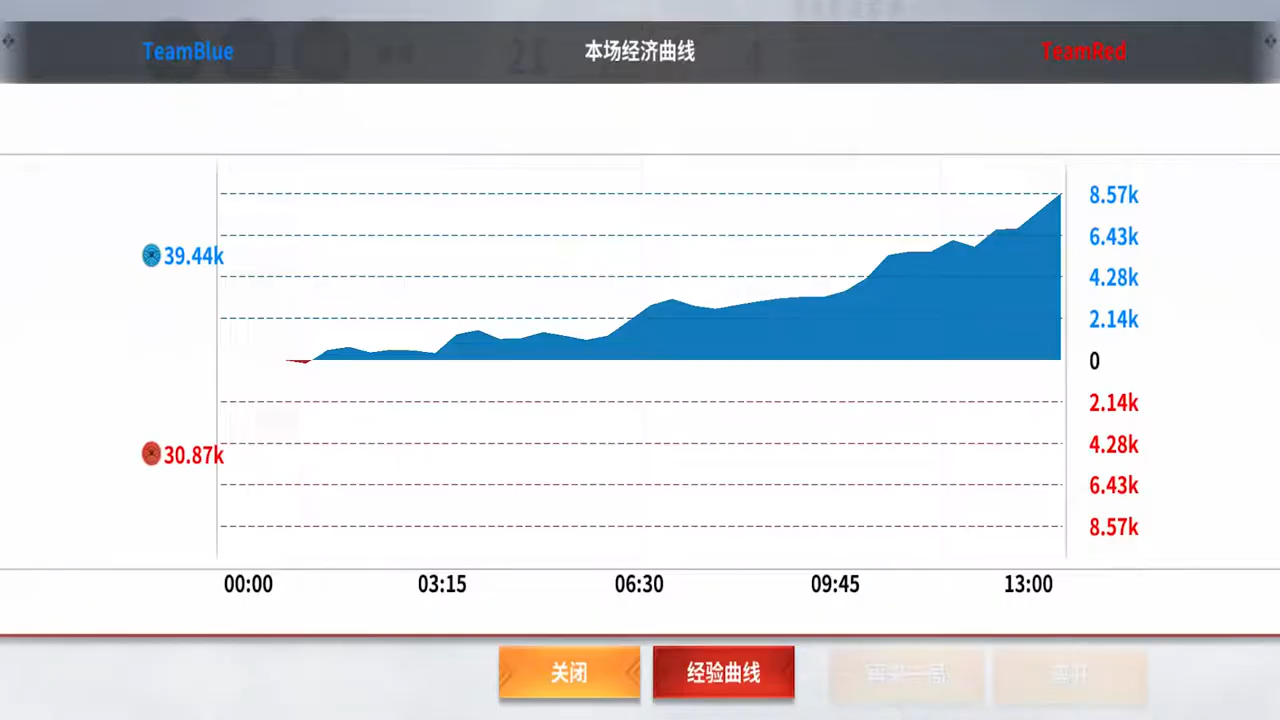 TeamBlue 本场经济曲线 TeamRed
8.57k
39.44k
6.43k
4.28k
2.14k
0
2.14k
30.87k
4.28k
6.43k
8.57k
00:00 03:15 06:30 09:45 13:00
关闭 经验曲线